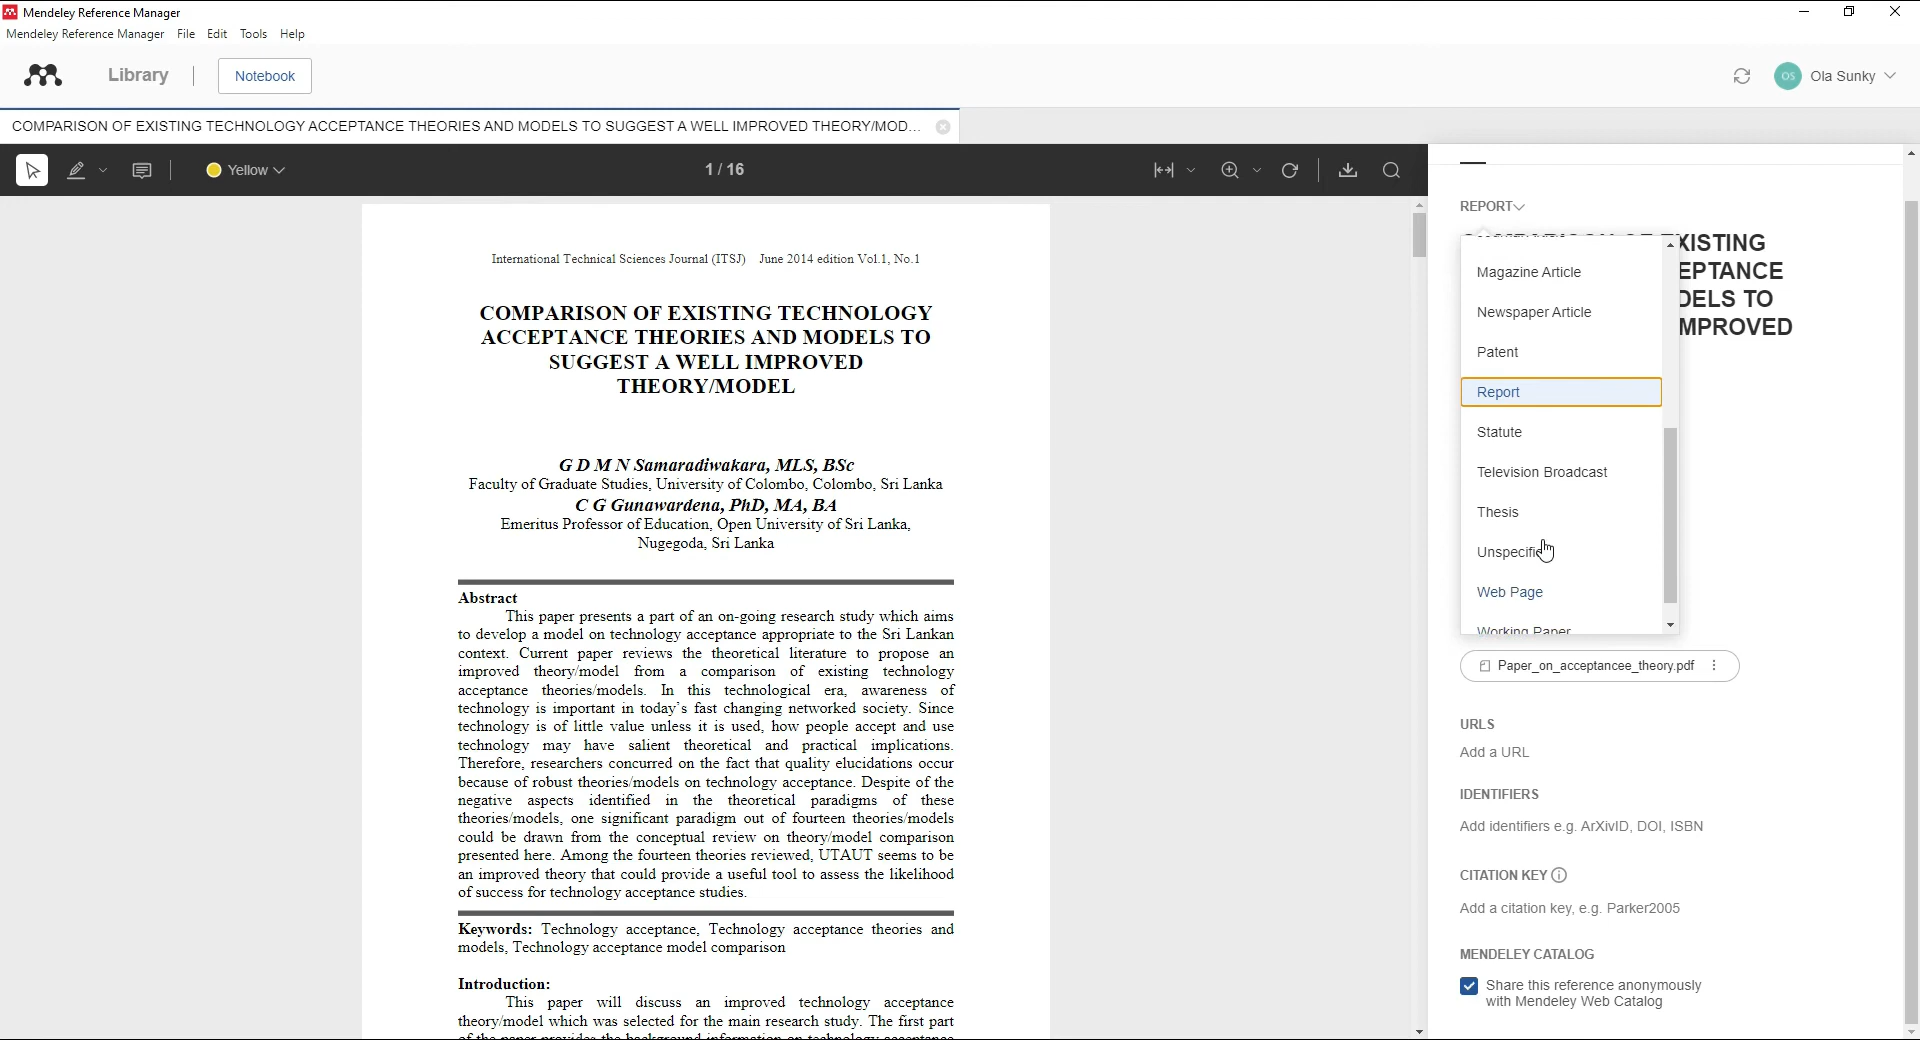 Mendeley Reference Manager
Mendeley Reference Manager File Edit Tools Help
Library Notebook
OS Ola Sunky
COMPARISON OF EXISTING TECHNOLOGY ACCEPTANCE THEORIES AND MODELS TO SUGGEST A WELL IMPROVED THEORY/MOD...
Yellow 1 / 16
International Technical Sciences Journal (ITSJ) June 2014 edition Vol.1, No.1
COMPARISON OF EXISTING TECHNOLOGY
ACCEPTANCE THEORIES AND MODELS TO
SUGGEST A WELL IMPROVED
THEORY/MODEL
G D M N Samaradiwakara, MLS, BSc
Faculty of Graduate Studies, University of Colombo, Colombo, Sri Lanka
C G Gunawardena, PhD, MA, BA
Emeritus Professor of Education, Open University of Sri Lanka,
Nugegoda, Sri Lanka
Abstract
This paper presents a part of an on-going research study which aims
to develop a model on technology acceptance appropriate to the Sri Lankan
context. Current paper reviews the theoretical literature to propose an
improved theory/model from a comparison of existing technology
acceptance theories/models. In this technological era, awareness of
technology is important in today's fast changing networked society. Since
technology is of little value unless it is used, how people accept and use
technology may have salient theoretical and practical implications.
Therefore, researchers concurred on the fact that quality elucidations occur
because of robust theories/models on technology acceptance. Despite of the
negative aspects identified in the theoretical paradigms of these
theories/models, one significant paradigm out of fourteen theories/models
could be drawn from the conceptual review on theory/model comparison
presented here. Among the fourteen theories reviewed, UTAUT seems to be
an improved theory that could provide a useful tool to assess the likelihood
of success for technology acceptance studies.
Keywords: Technology acceptance, Technology acceptance theories and
models, Technology acceptance model comparison
Introduction:
This paper will discuss an improved technology acceptance
theory/model which was selected for the main research study. The first part
of the paper provides the background information on technology acceptance
REPORT
XISTING
EPTANCE
DELS TO
MPROVED
Magazine Article
Newspaper Article
Patent
Report
Statute
Television Broadcast
Thesis
Unspecifi
Web Page
Working Paper
Paper_on_acceptancee_theory.pdf
URLS
Add a URL
IDENTIFIERS
Add identifiers e.g. ArXivID, DOI, ISBN
CITATION KEY
Add a citation key, e.g. Parker2005
MENDELEY CATALOG
Share this reference anonymously
with Mendeley Web Catalog